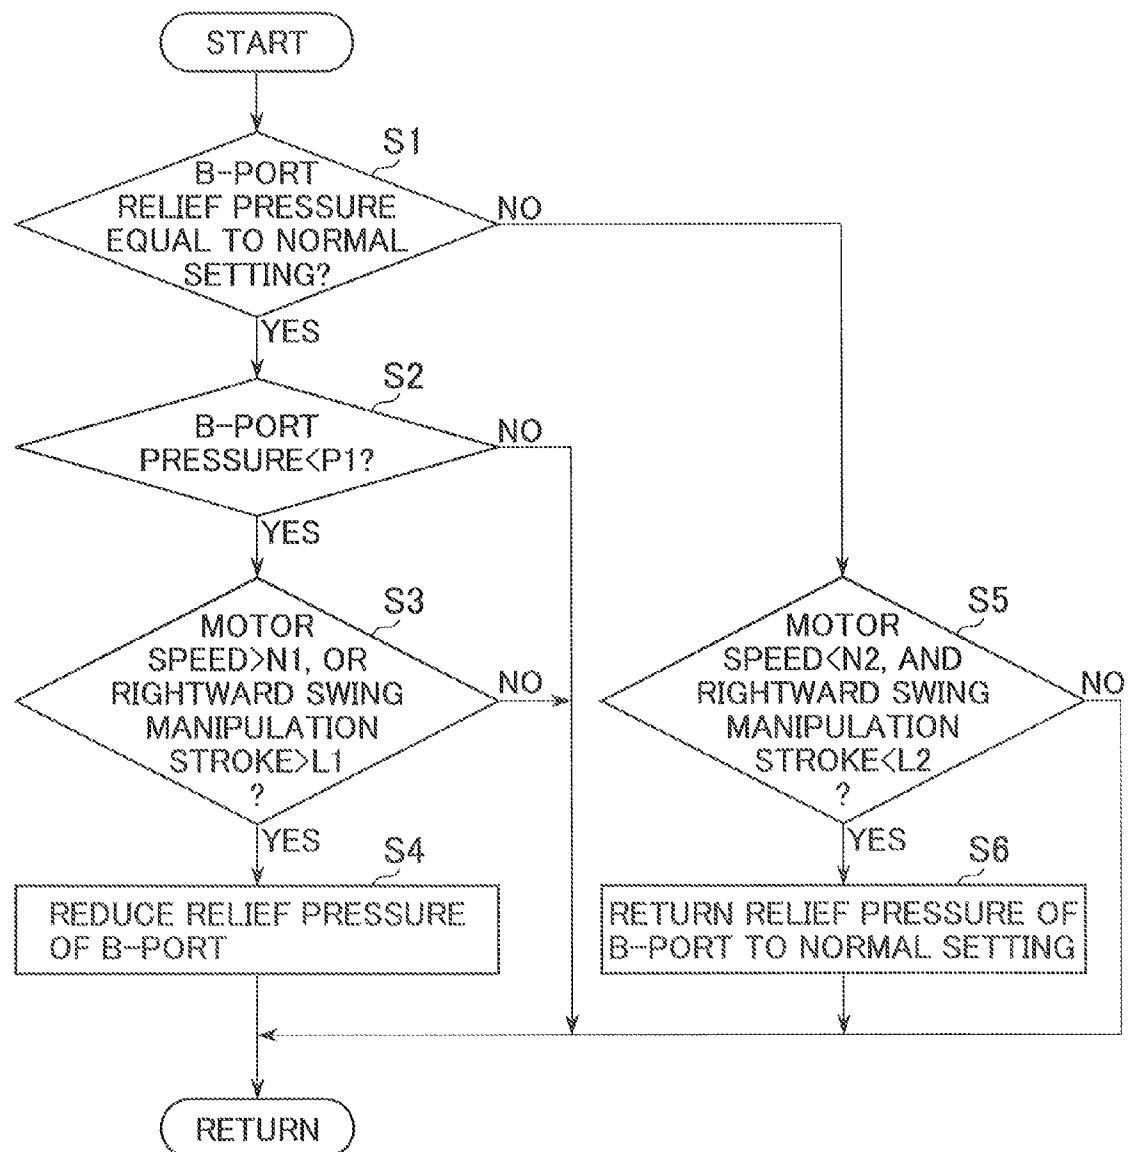 START
S1
B-PORT
RELIEF PRESSURE
EQUAL TO NORMAL
SETTING?
NO
YES
S2
B-PORT
PRESSURE<P1?
NO
YES
S3
MOTOR
SPEED>N1, OR
RIGHTWARD SWING
MANIPULATION
STROKE>L1
?
NO
YES
S4
REDUCE RELIEF PRESSURE
OF B-PORT
S5
MOTOR
SPEED<N2, AND
RIGHTWARD SWING
MANIPULATION
STROKE<L2
?
NO
YES
S6
RETURN RELIEF PRESSURE OF
B-PORT TO NORMAL SETTING
RETURN